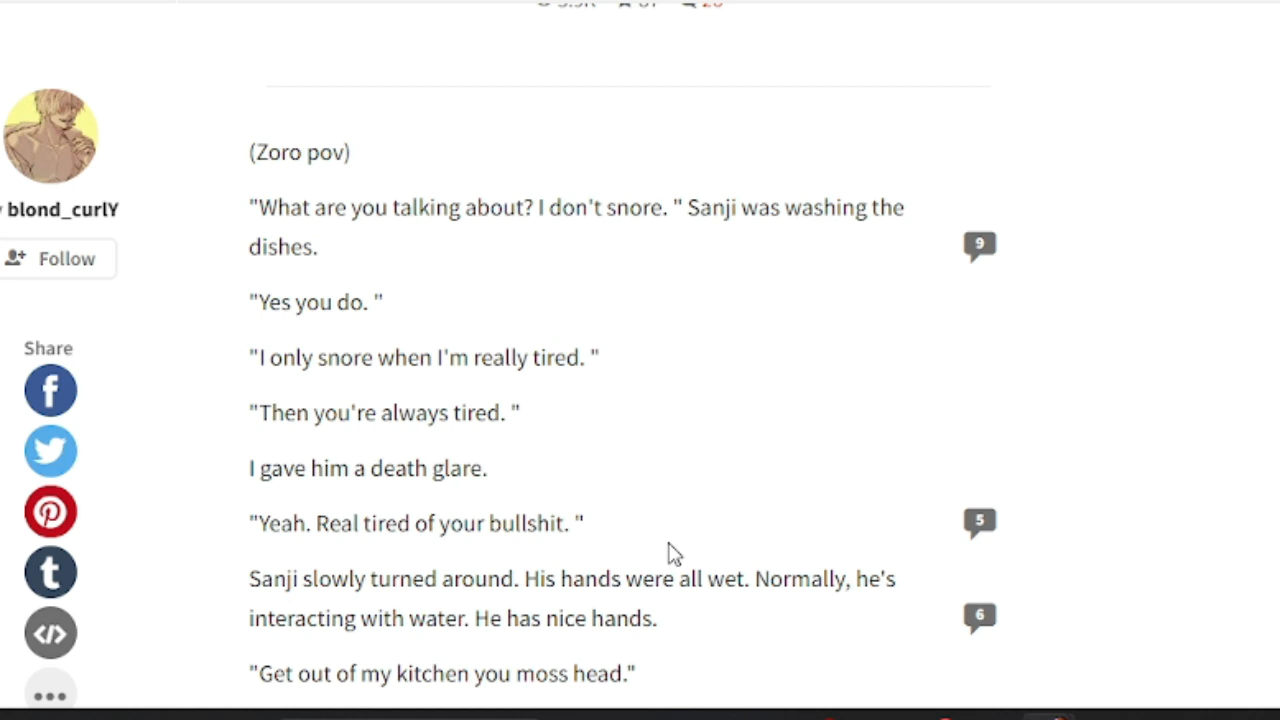 (Zoro pov)
"What are you talking about? I don't snore. " Sanji was washing the
dishes.
9
"Yes you do. "
"I only snore when I'm really tired. "
"Then you're always tired. "
I gave him a death glare.
"Yeah. Real tired of your bullshit. "
5
Sanji slowly turned around. His hands were all wet. Normally, he's
interacting with water. He has nice hands.
6
"Get out of my kitchen you moss head."
blond_curlY
Follow
Share